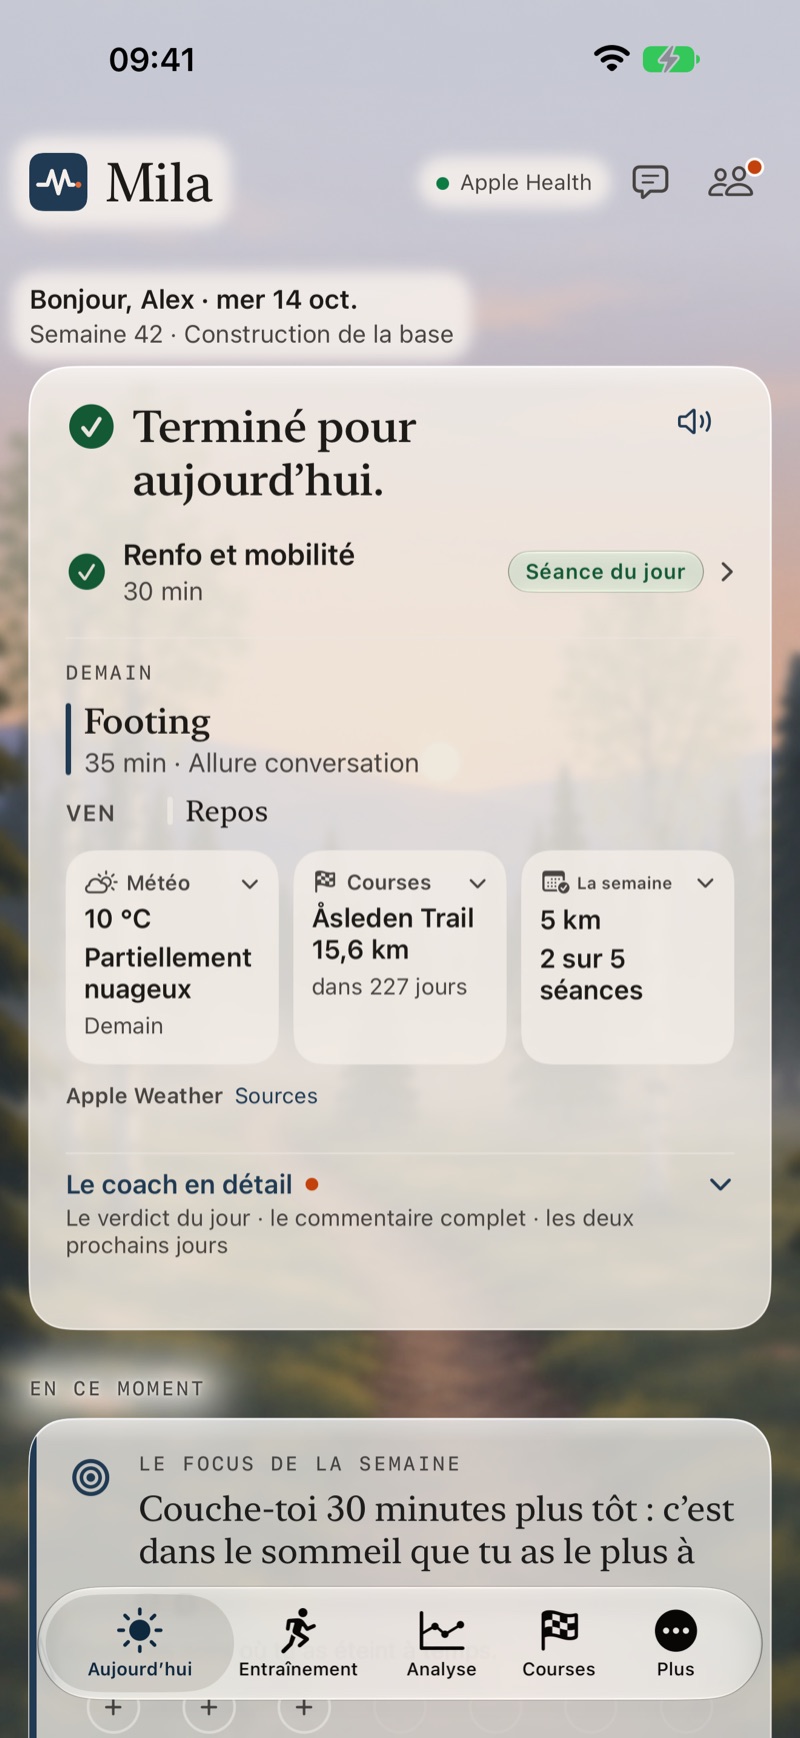 09:41
Mila
Apple Health
Bonjour, Alex · mer 14 oct.
Semaine 42 · Construction de la base
Terminé pour
aujourd’hui.
Renfo et mobilité
30 min
Séance du jour
DEMAIN
Footing
35 min · Allure conversation
VEN Repos
Météo
10 °C
Partiellement
nuageux
Demain
Courses
Åsleden Trail
15,6 km
dans 227 jours
La semaine
5 km
2 sur 5
séances
Apple Weather Sources
Le coach en détail
Le verdict du jour · le commentaire complet · les deux
prochains jours
EN CE MOMENT
LE FOCUS DE LA SEMAINE
Couche-toi 30 minutes plus tôt : c’est
dans le sommeil que tu as le plus à
Aujourd’hui
Entraînement
Analyse
Courses
Plus